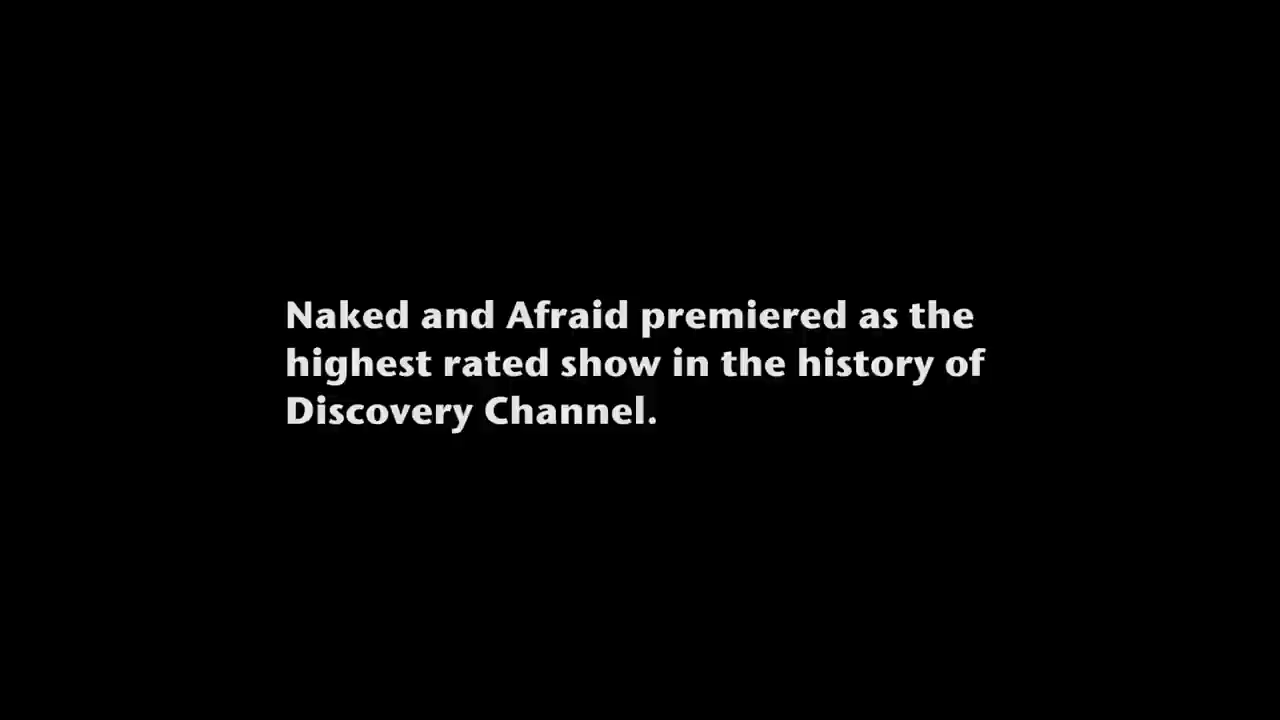 Naked and Afraid premiered as the
highest rated show in the history of
Discovery Channel.